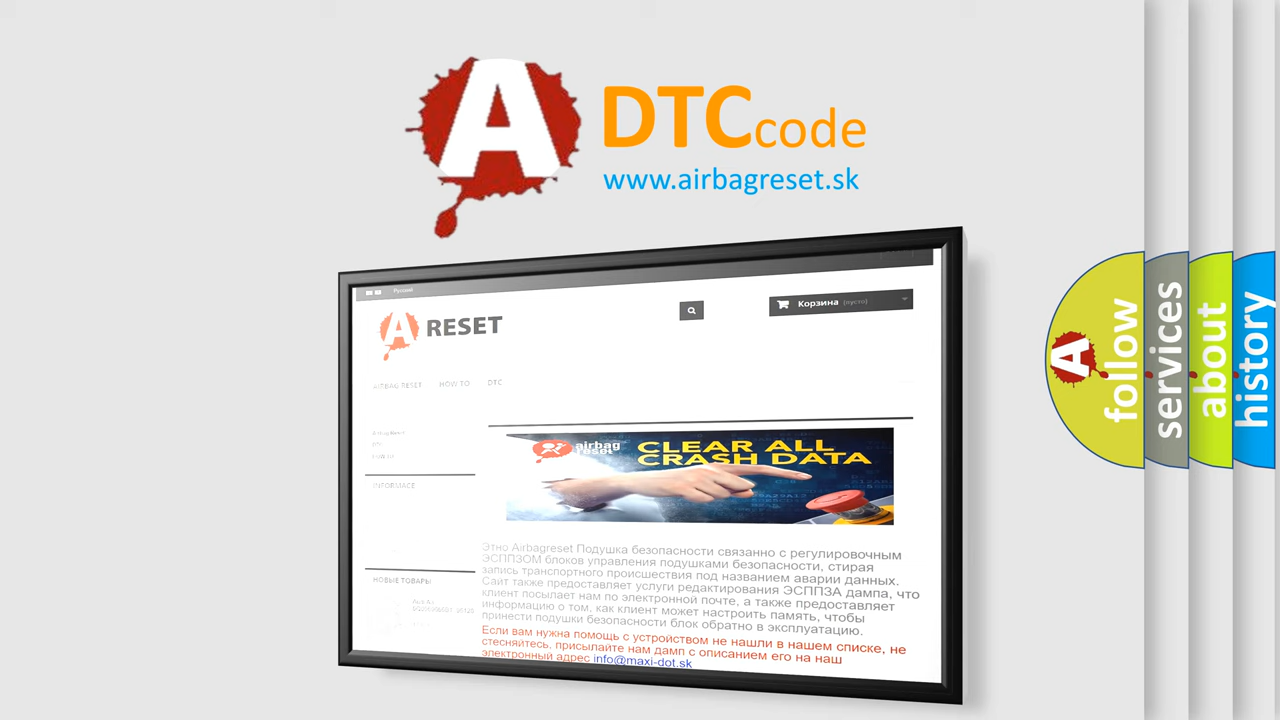 A
DTC code
www.airbagreset.sk
Русский
A RESET
Корзина (пусто)
AIRBAG RESET HOW TO DTC
airbag
reset
CLEAR ALL
CRASH DATA
INFORMACE
НОВЫЕ ТОВАРЫ
Этно Airbagreset Подушка безопасности связанно с регулировочным
ЭСППЗОМ блоков управления подушками безопасности, стирая
запись транспортного происшествия под названием аварии данных.
Сайт также предоставляет услуги редактирования ЭСППЗА дампа, что
клиент посылает нам по электронной почте, а также предоставляет
информацию о том, как клиент может настроить память, чтобы
принести подушки безопасности блок обратно в эксплуатацию.
Если вам нужна помощь с устройством не нашли в нашем списке, не
стесняйтесь, присылайте нам дамп с описанием его на наш
электронный адрес info@maxi-dot.sk
A
follow
services
about
history